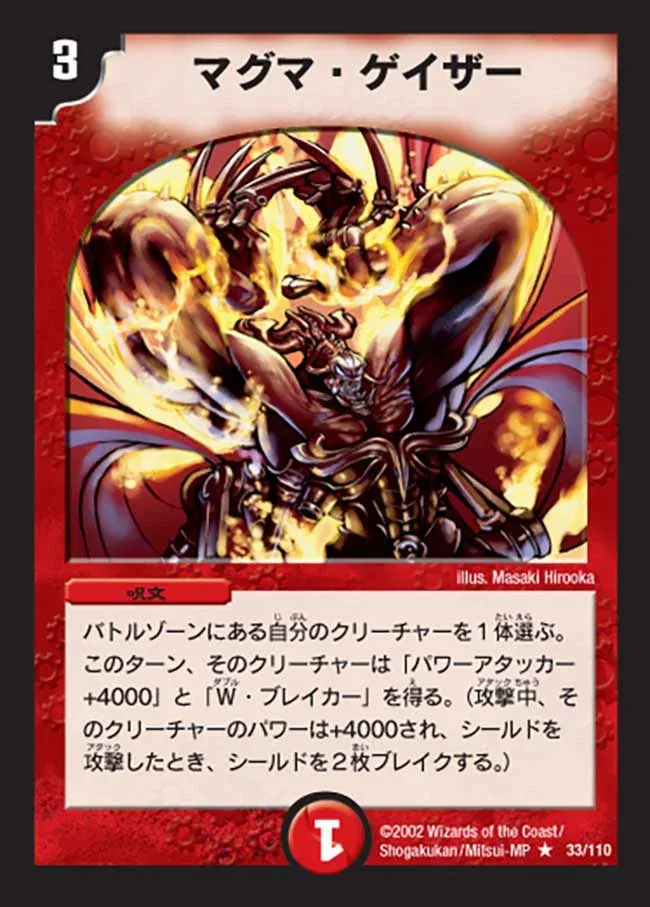 3
マグマ・ゲイザー
illus. Masaki Hirooka
呪文
バトルゾーンにある自分のクリーチャーを1体選ぶ。
このターン、そのクリーチャーは「パワーアタッカー
+4000」と「W・ブレイカー」を得る。(攻撃中、そ
のクリーチャーのパワーは+4000され、シールドを
攻撃したとき、シールドを2枚ブレイクする。)
1
©2002 Wizards of the Coast/
Shogakukan/Mitsui-MP ★ 33/110